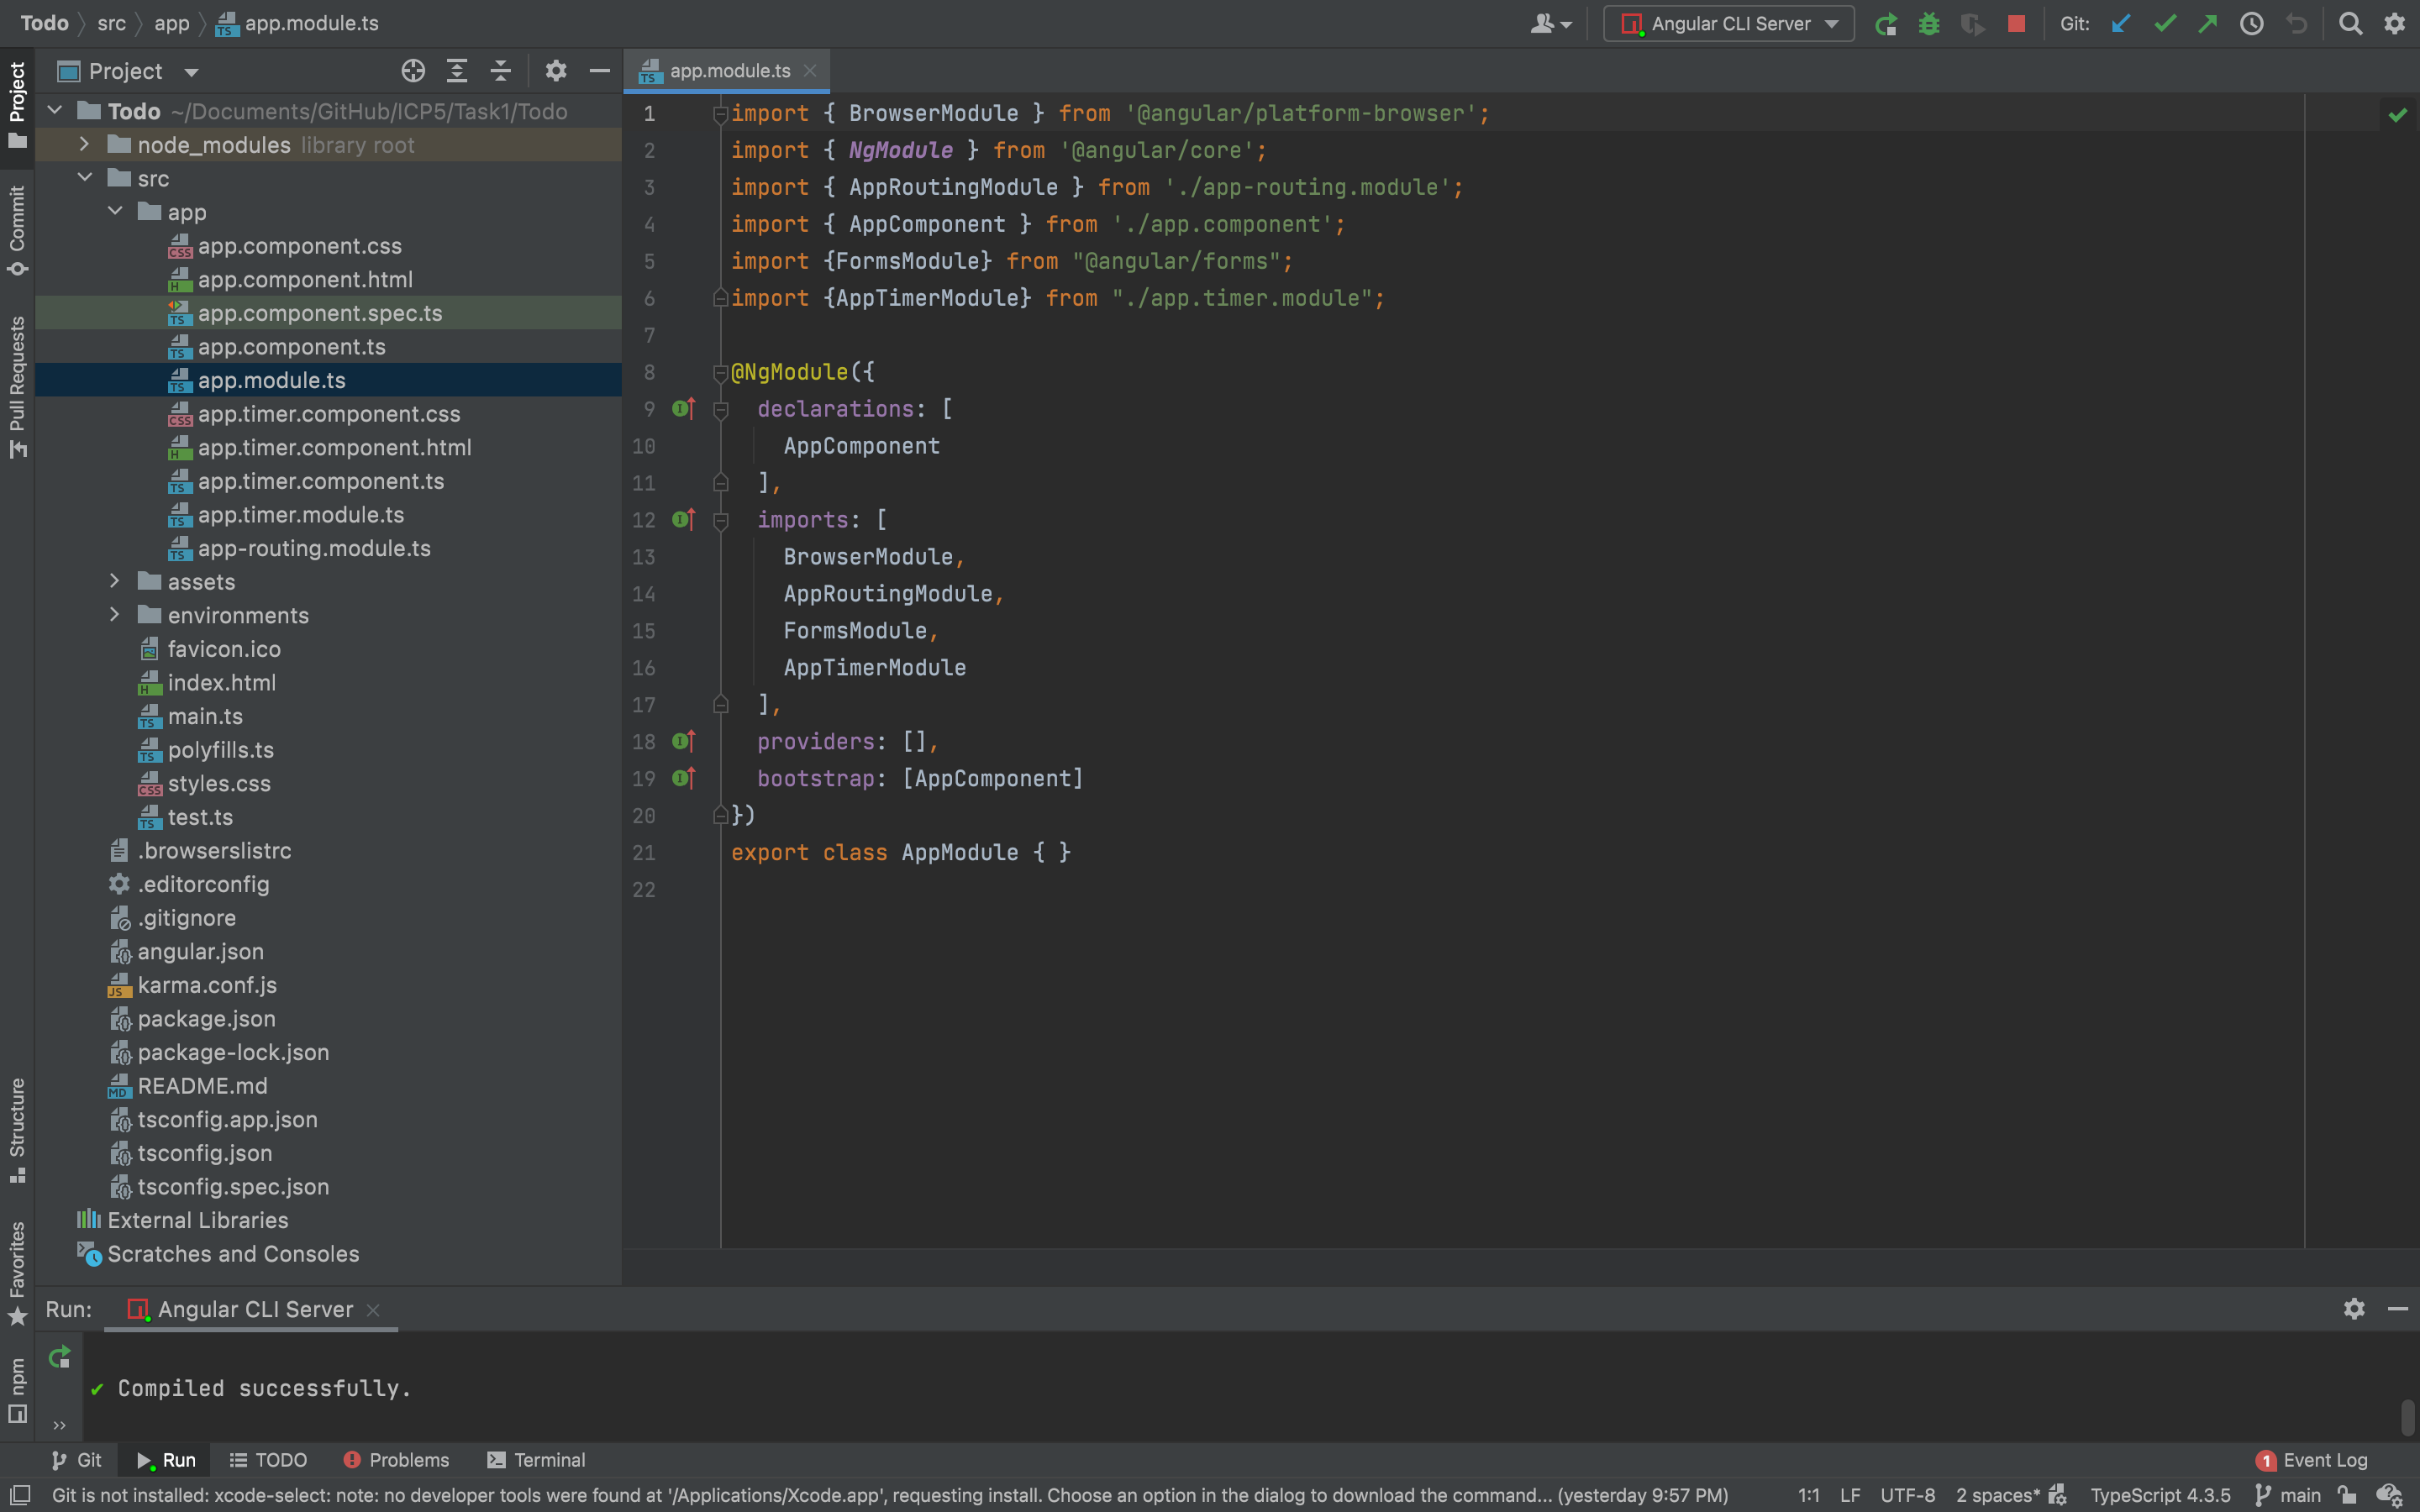 Todo src app app.module.ts
Angular CLI Server
Git:
Project
app.module.ts
Project
Commit
Pull Requests
Structure
Favorites
npm
Todo ~/Documents/GitHub/ICP5/Task1/Todo
node_modules library root
src
app
app.component.css
app.component.html
app.component.spec.ts
app.component.ts
app.module.ts
app.timer.component.css
app.timer.component.html
app.timer.component.ts
app.timer.module.ts
app-routing.module.ts
assets
environments
favicon.ico
index.html
main.ts
polyfills.ts
styles.css
test.ts
.browserslistrc
.editorconfig
.gitignore
angular.json
karma.conf.js
package.json
package-lock.json
README.md
tsconfig.app.json
tsconfig.json
tsconfig.spec.json
External Libraries
Scratches and Consoles
1 import { BrowserModule } from '@angular/platform-browser';
2 import { NgModule } from '@angular/core';
3 import { AppRoutingModule } from './app-routing.module';
4 import { AppComponent } from './app.component';
5 import {FormsModule} from "@angular/forms";
6 import {AppTimerModule} from "./app.timer.module";
7
8 @NgModule({
9   declarations: [
10     AppComponent
11   ],
12   imports: [
13     BrowserModule,
14     AppRoutingModule,
15     FormsModule,
16     AppTimerModule
17   ],
18   providers: [],
19   bootstrap: [AppComponent]
20 })
21 export class AppModule { }
22
Run: Angular CLI Server
✔ Compiled successfully.
Git Run TODO Problems Terminal 1 Event Log
Git is not installed: xcode-select: note: no developer tools were found at '/Applications/Xcode.app', requesting install. Choose an option in the dialog to download the command... (yesterday 9:57 PM) 1:1 LF UTF-8 2 spaces* TypeScript 4.3.5 main